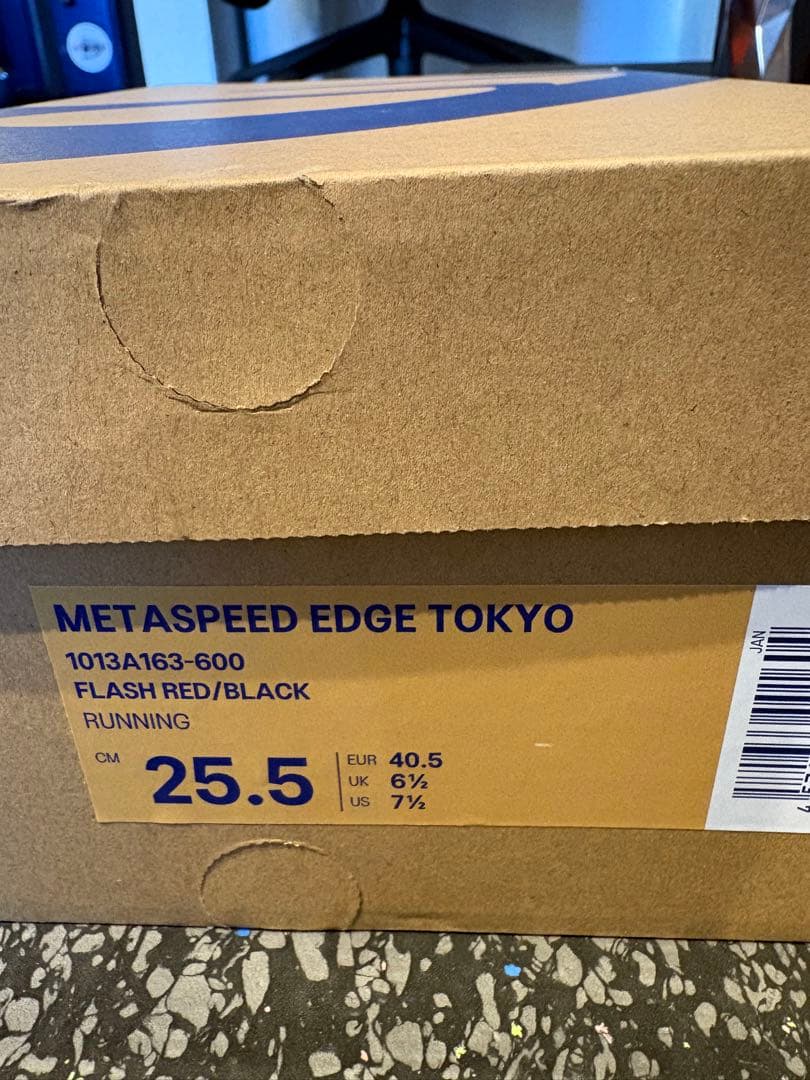 METASPEED EDGE TOKYO
1013A163-600
FLASH RED/BLACK
RUNNING
CM 25.5
EUR 40.5
UK 6½
US 7½
JAN